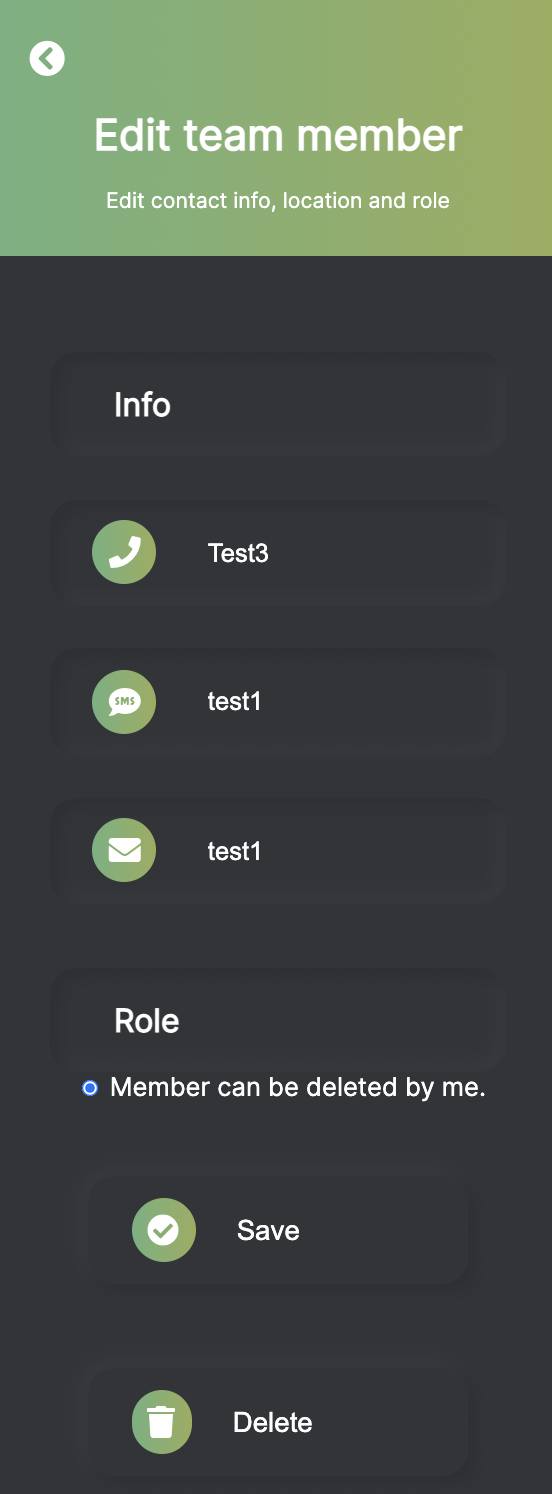 Edit team member
Edit contact info, location and role
Info
Test3
SMS
test1
test1
Role
Member can be deleted by me.
Save
Delete